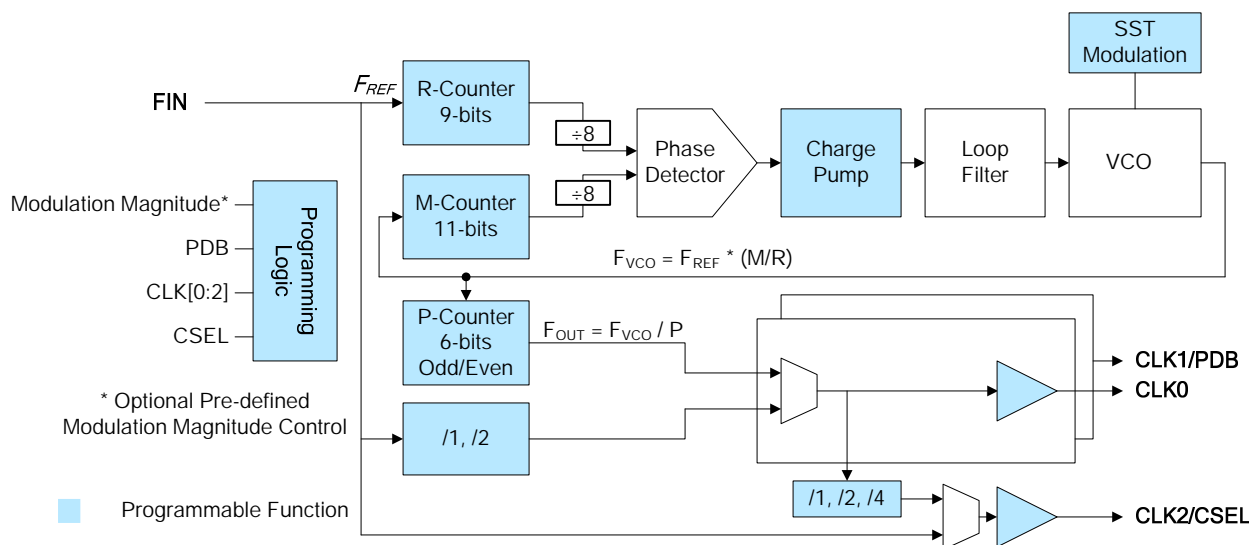 SST
Modulation
FIN
FREF
R-Counter
9-bits
÷8
Phase
Detector
Charge
Pump
Loop
Filter
VCO
÷8
M-Counter
11-bits
Modulation Magnitude*
PDB
CLK[0:2]
CSEL
Programming
Logic
FVCO = FREF * (M/R)
P-Counter
6-bits
Odd/Even
FOUT = FVCO / P
CLK1/PDB
CLK0
* Optional Pre-defined
Modulation Magnitude Control
/1, /2
/1, /2, /4
CLK2/CSEL
Programmable Function